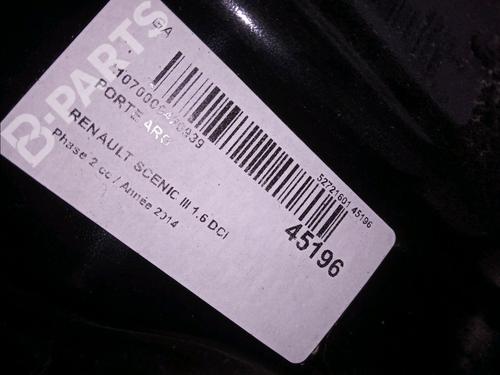 B-PARTS
GA
PORTE ARG
RENAULT SCENIC III 1.6 DCI
Phase 2 cc / Année 2014
52721601 45196
45196